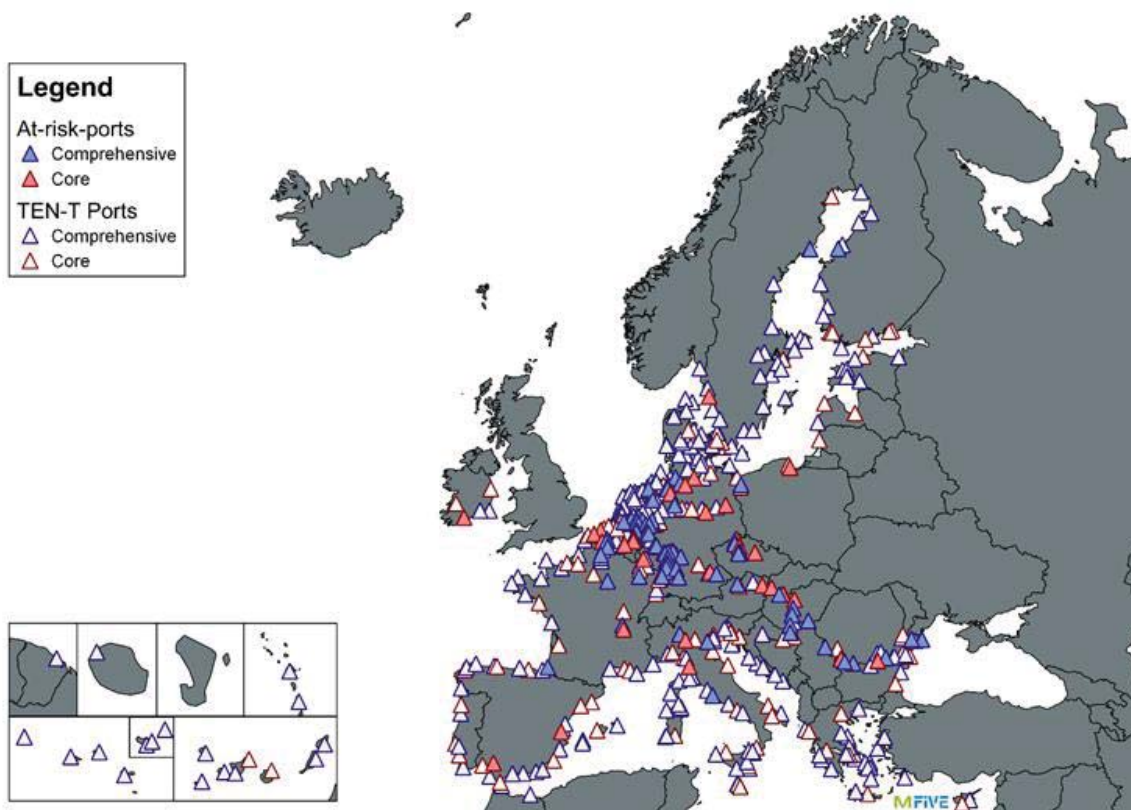 Legend
At-risk-ports
Comprehensive
Core
TEN-T Ports
Comprehensive
Core
MFIVE